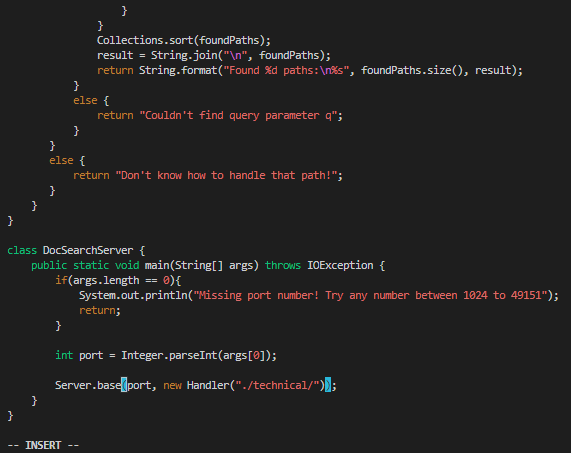 }
               }
               Collections.sort(foundPaths);
               result = String.join("\n", foundPaths);
               return String.format("Found %d paths:\n%s", foundPaths.size(), result);
           }
           else {
               return "Couldn't find query parameter q";
           }
       }
       else {
           return "Don't know how to handle that path!";
       }
    }
}

class DocSearchServer {
    public static void main(String[] args) throws IOException {
        if(args.length == 0){
            System.out.println("Missing port number! Try any number between 1024 to 49151");
            return;
        }

        int port = Integer.parseInt(args[0]);

        Server.base(port, new Handler("./technical/"));
    }
}

-- INSERT --